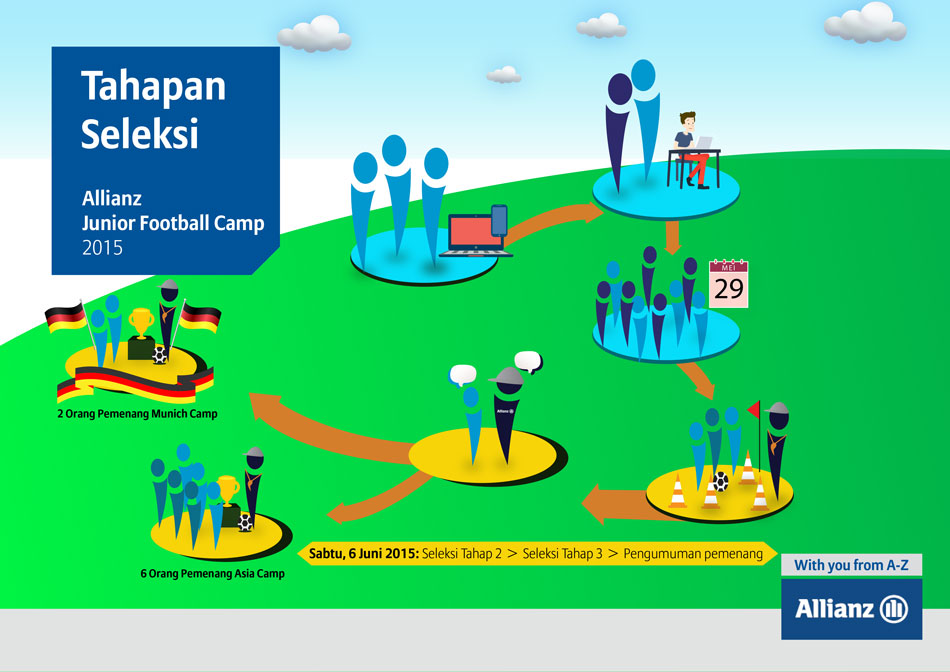 Tahapan
Seleksi
Allianz
Junior Football Camp
2015
MEI
29
2 Orang Pemenang Munich Camp
Allianz
6 Orang Pemenang Asia Camp
Sabtu, 6 Juni 2015: Seleksi Tahap 2 > Seleksi Tahap 3 > Pengumuman pemenang
With you from A-Z
Allianz